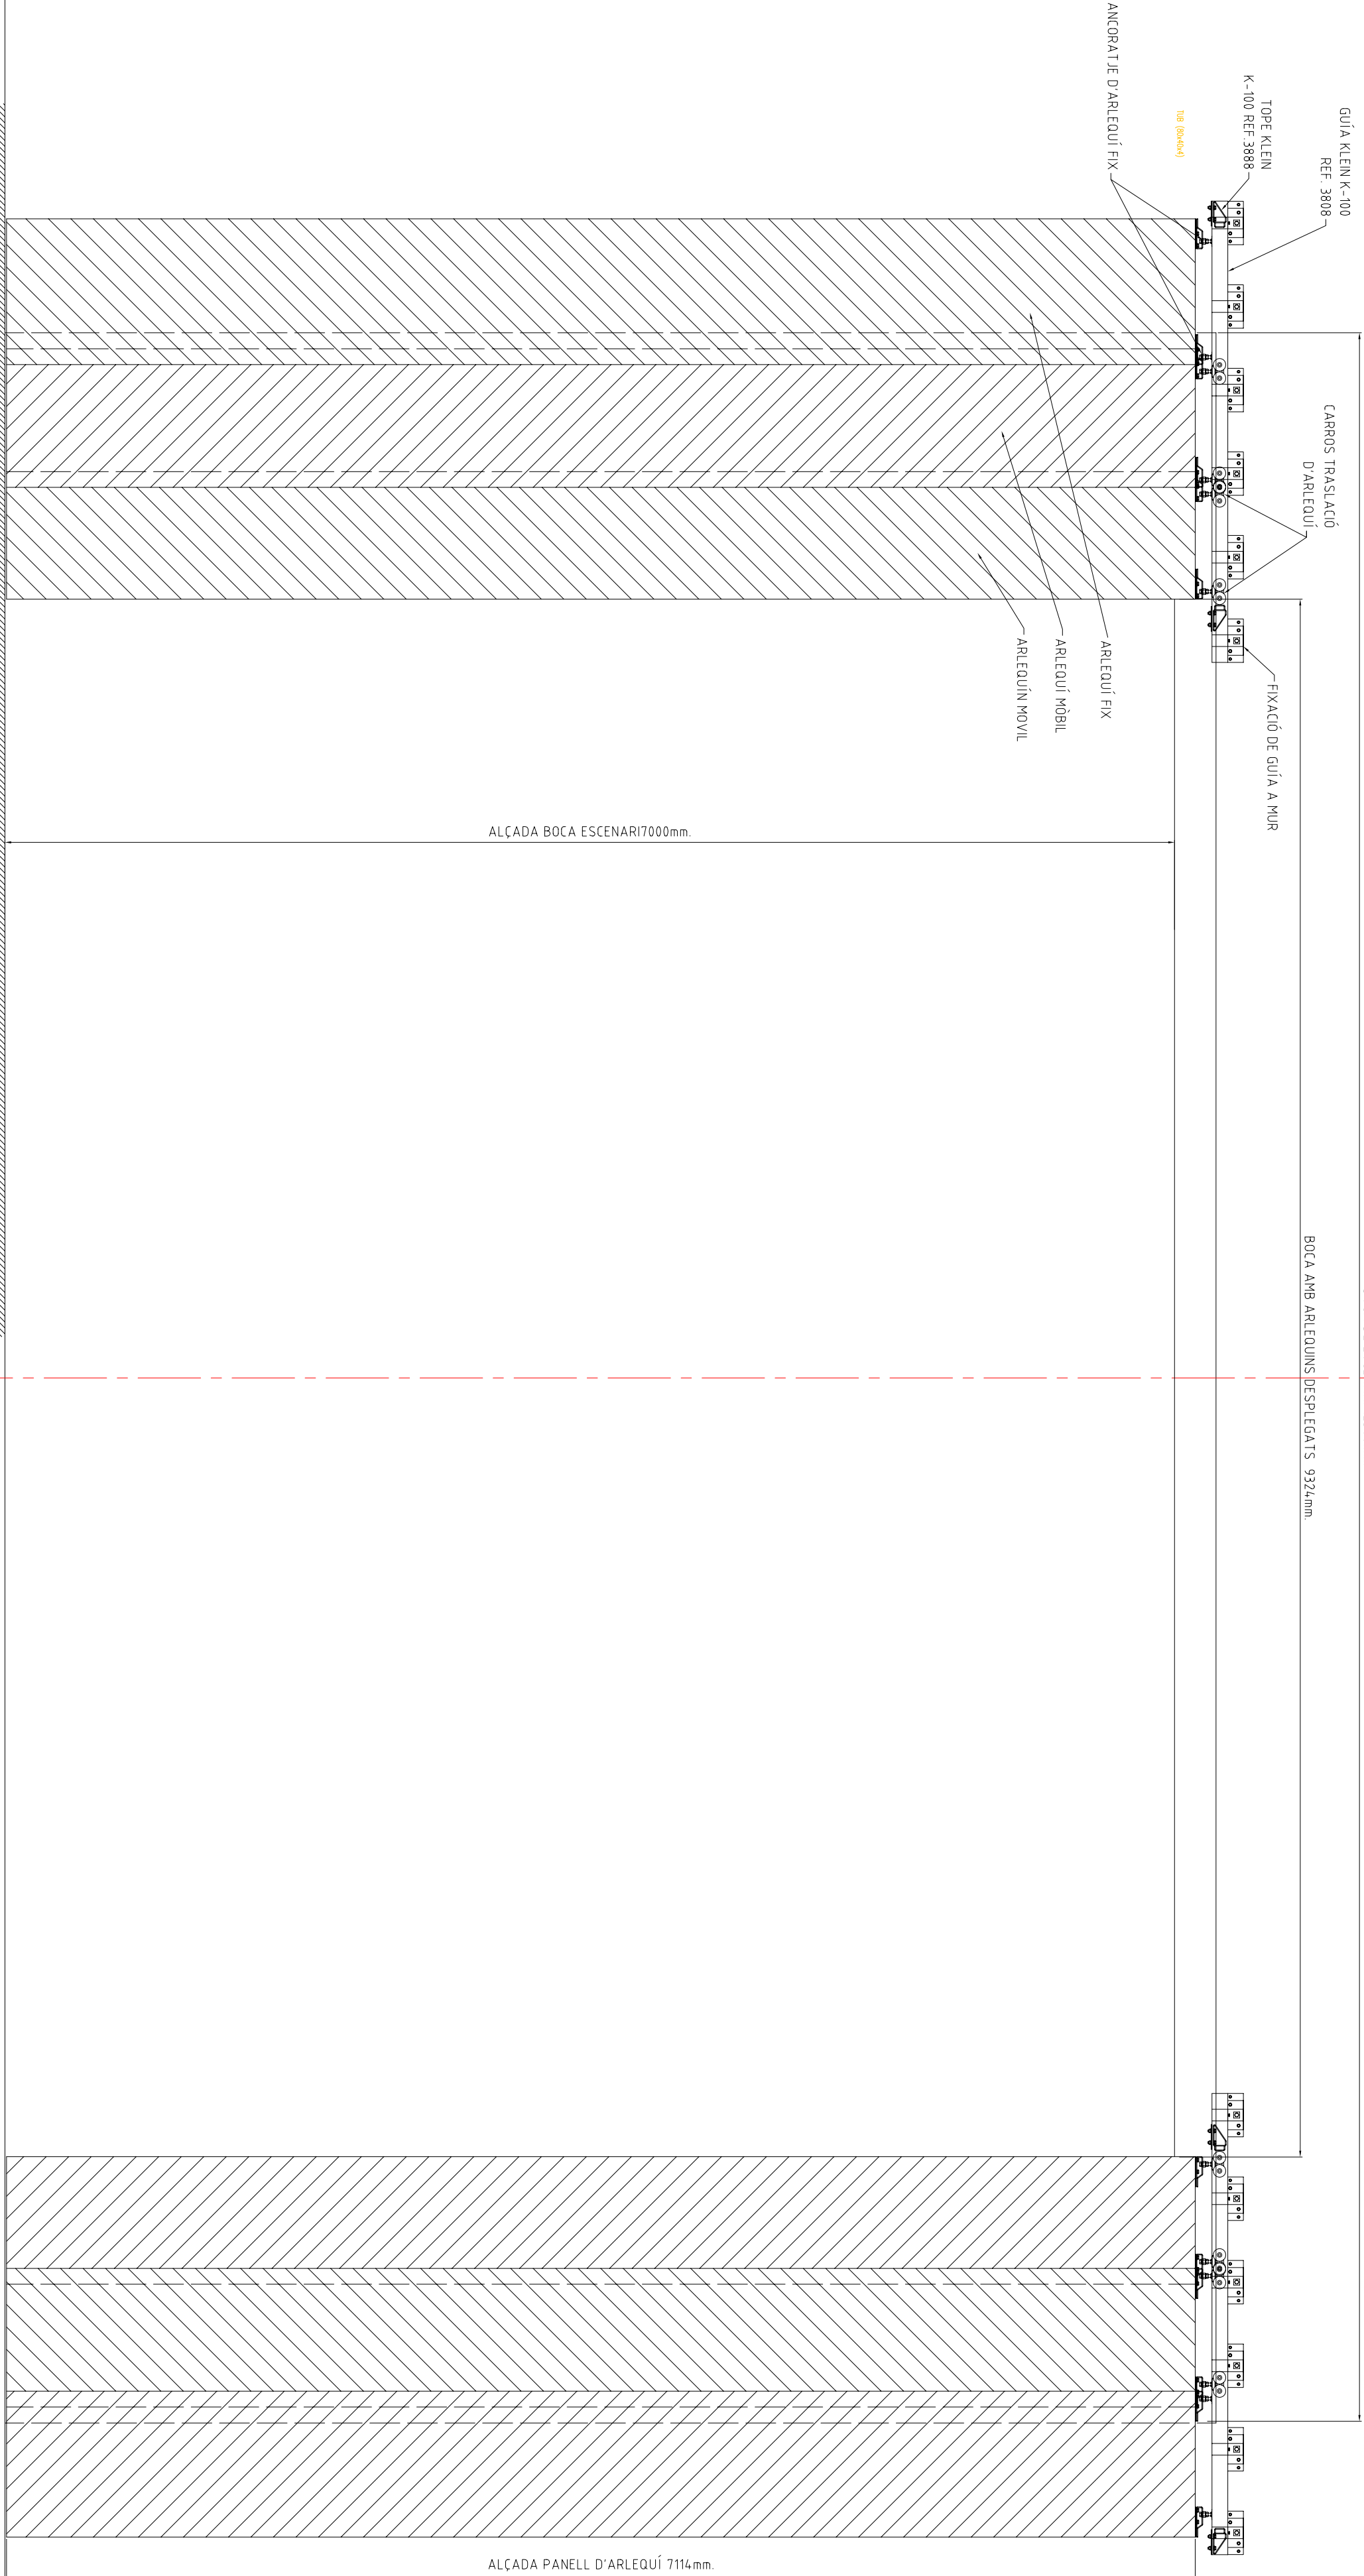 GUÍA KLEIN K-100
REF. 3808
TOPE KLEIN
K-100 REF.3888
TUB (80x40x4)
ANCORATJE D'ARLEQUÍ FIX
CARROS TRASLACIÓ
D'ARLEQUÍ
FIXACIÓ DE GUÍA A MUR
ARLEQUÍ FIX
ARLEQUÍ MÒBIL
ARLEQUÍN MOVIL
ALÇADA BOCA ESCENARI7000mm.
BOCA AMB ARLEQUINS DESPLEGATS 9324mm.
ALÇADA PANELL D'ARLEQUÍ 7114mm.